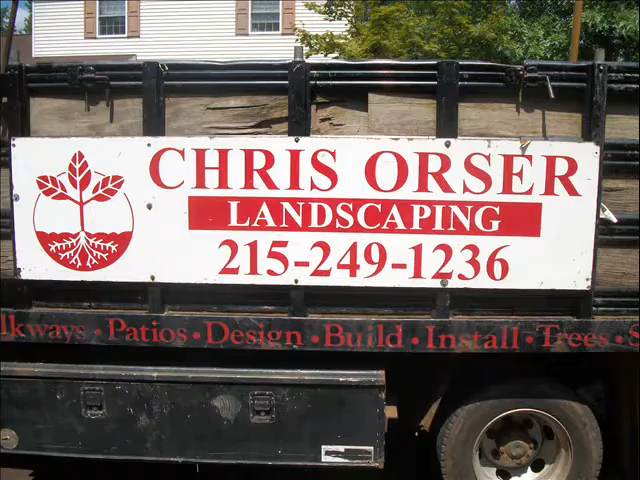 CHRIS ORSER
LANDSCAPING
215-249-1236
lkways • Patios • Design • Build • Install • Trees • S